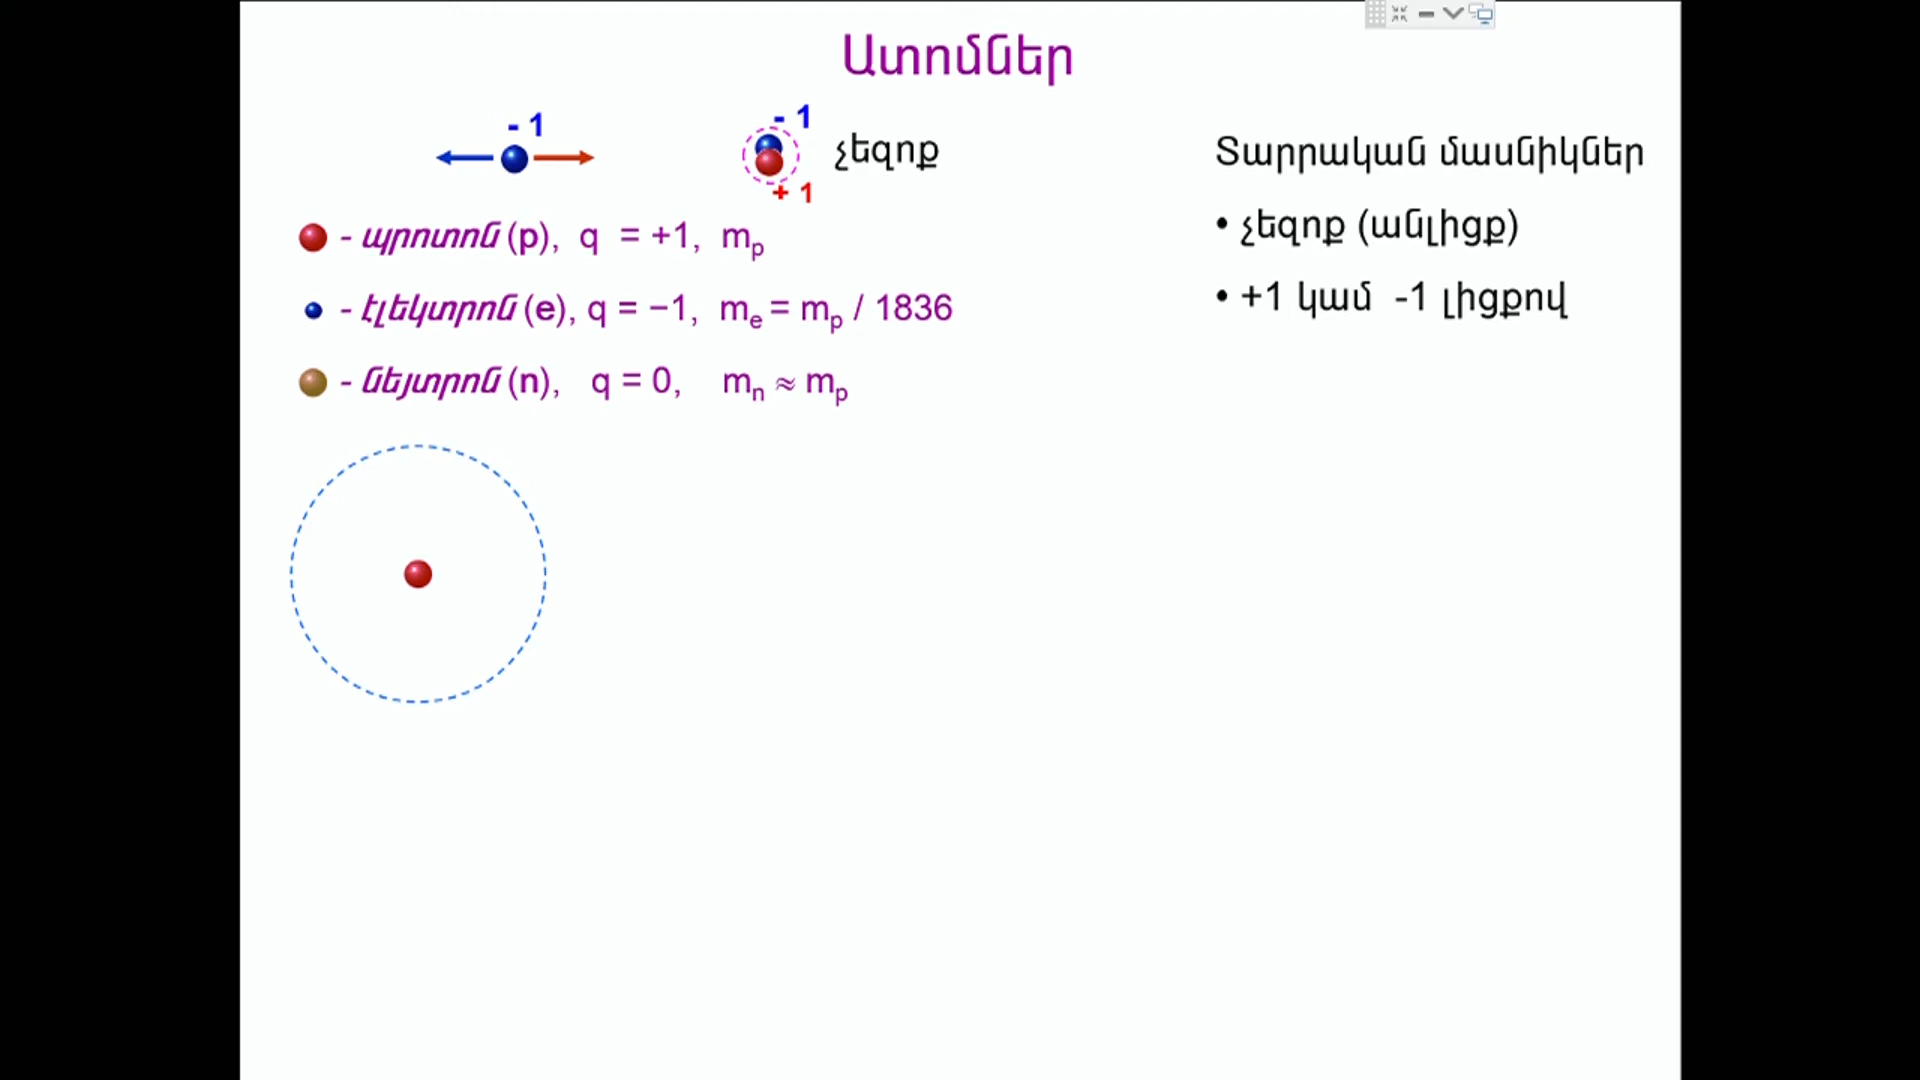 Ատոմներ
- 1
- 1
չեզոք
+ 1
- պրոտոն (p), q = +1, mₚ
- էլեկտրոն (e), q = −1, mₑ = mₚ / 1836
- նեյտրոն (n), q = 0, mₙ ≈ mₚ
Տարրական մասնիկներ
• չեզոք (անլիցք)
• +1 կամ -1 լիցքով